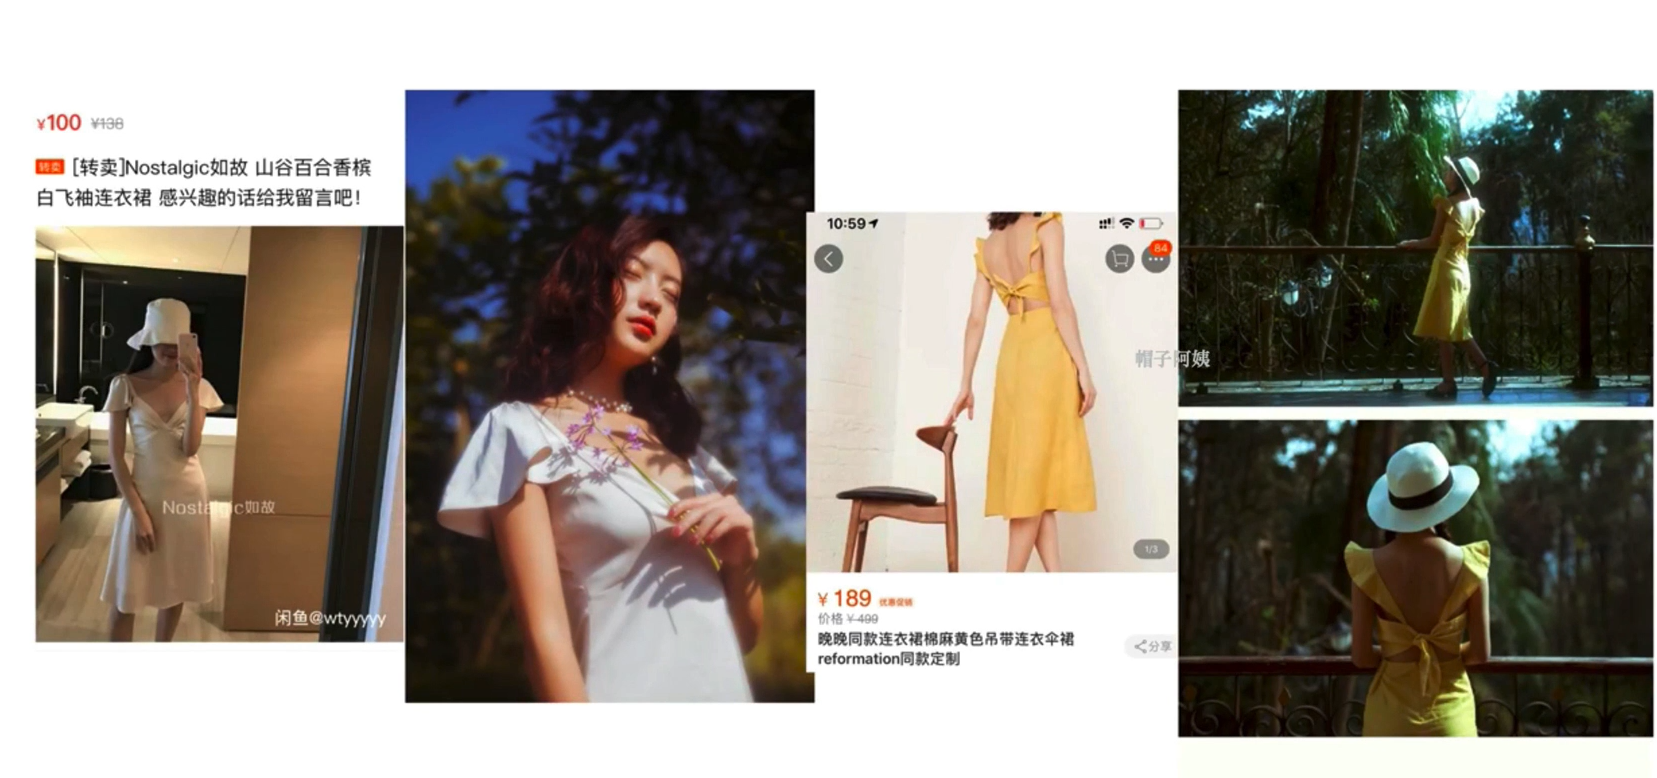 ¥100 ¥138
转卖 [转卖]Nostalgic如故 山谷百合香槟
白飞袖连衣裙 感兴趣的话给我留言吧!
Nostalgic如故
闲鱼@wtyyyyy
10:59
84
1/3
¥ 189 优惠促销
价格 ¥ 499
晚晚同款连衣裙棉麻黄色吊带连衣伞裙
reformation同款定制
分享
帽子阿姨